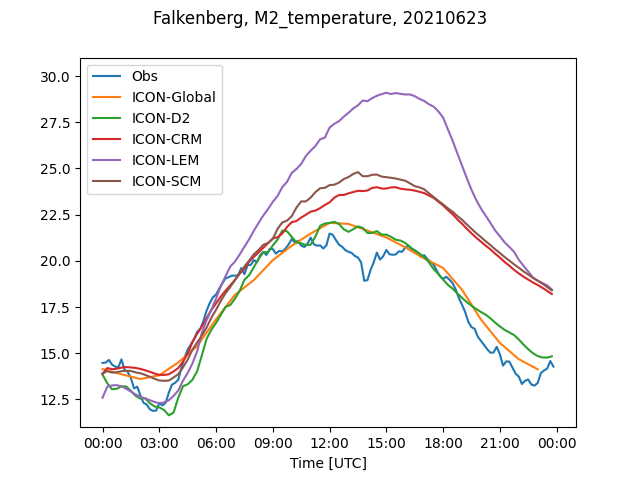 Falkenberg, M2_temperature, 20210623
30.0
27.5
25.0
22.5
20.0
17.5
15.0
12.5
Obs
ICON-Global
ICON-D2
ICON-CRM
ICON-LEM
ICON-SCM
00:00 03:00 06:00 09:00 12:00 15:00 18:00 21:00 00:00
Time [UTC]